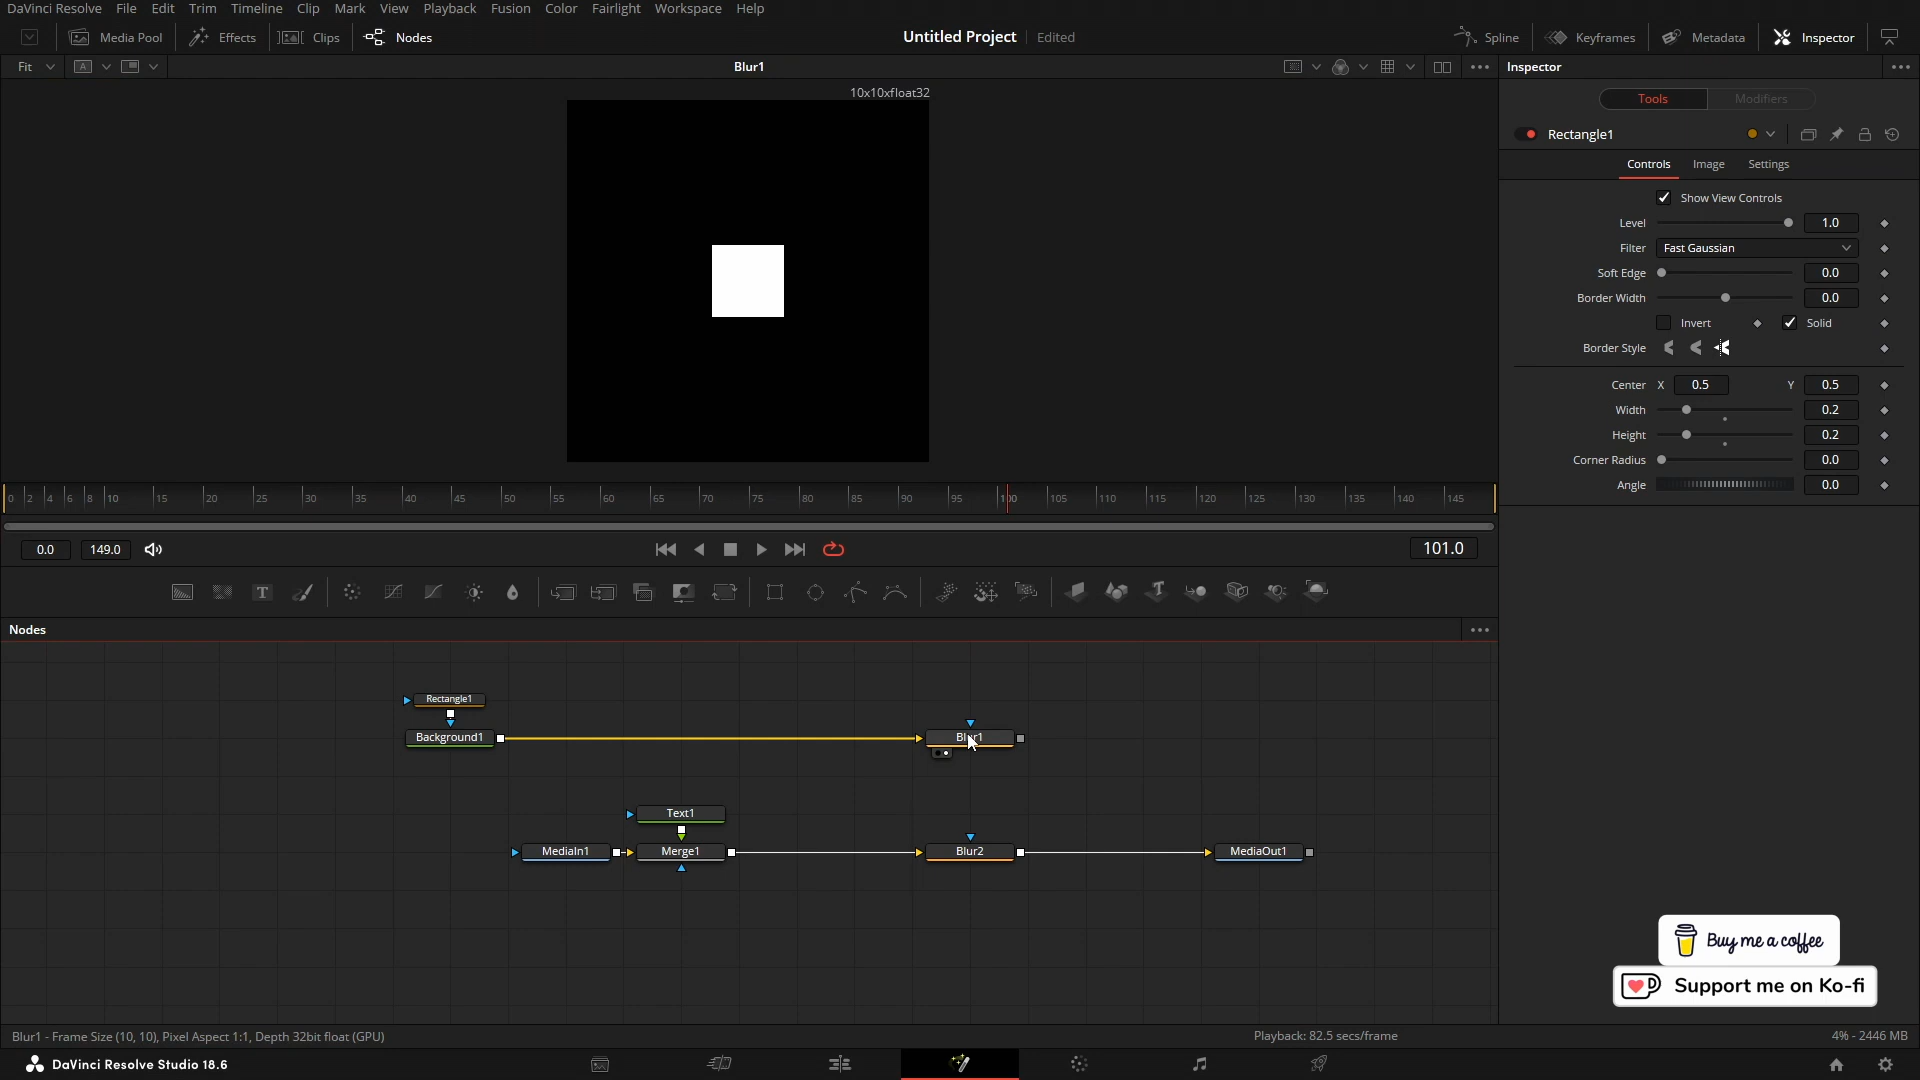 DaVinci Resolve File Edit Trim Timeline Clip Mark View Playback Fusion Color Fairlight Workspace Help
Media Pool Effects Clips Nodes Untitled Project Edited Spline Keyframes Metadata Inspector
Fit A Blur1 Inspector
10x10xfloat32
Tools Modifiers
Rectangle1
Controls Image Settings
Show View Controls
Level 1.0
Filter Fast Gaussian
Soft Edge 0.0
Border Width 0.0
Invert Solid
Border Style
Center X 0.5 Y 0.5
Width 0.2
Height 0.2
Corner Radius 0.0
Angle 0.0
0 2 4 6 8 10 15 20 25 30 35 40 45 50 55 60 65 70 75 80 85 90 95 100 105 110 115 120 125 130 135 140 145
0.0 149.0 101.0
T T
Nodes
Rectangle1
Background1 Blur1
Text1
MediaIn1 Merge1 Blur2 MediaOut1
Buy me a coffee
Support me on Ko-fi
Blur1 - Frame Size (10, 10), Pixel Aspect 1:1, Depth 32bit float (GPU) Playback: 82.5 secs/frame 4% - 2446 MB
DaVinci Resolve Studio 18.6